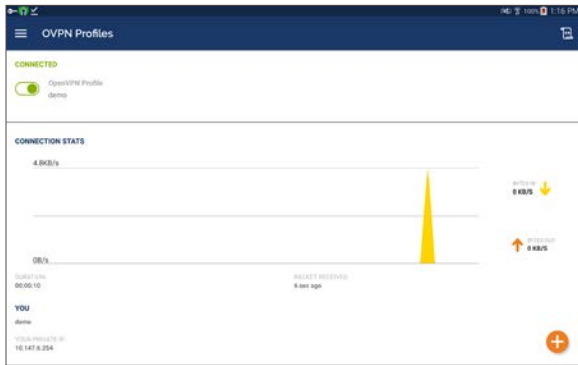 100% 1:16 PM
OVPN Profiles
CONNECTED
OpenVPN Profile
demo
CONNECTION STATS
4.8KB/s
BYTES IN
0 KB/S
BYTES OUT
0 KB/S
0B/s
DURATION
00:00:10
PACKET RECEIVED
6 sec ago
YOU
demo
YOUR PRIVATE IP
10.147.6.254